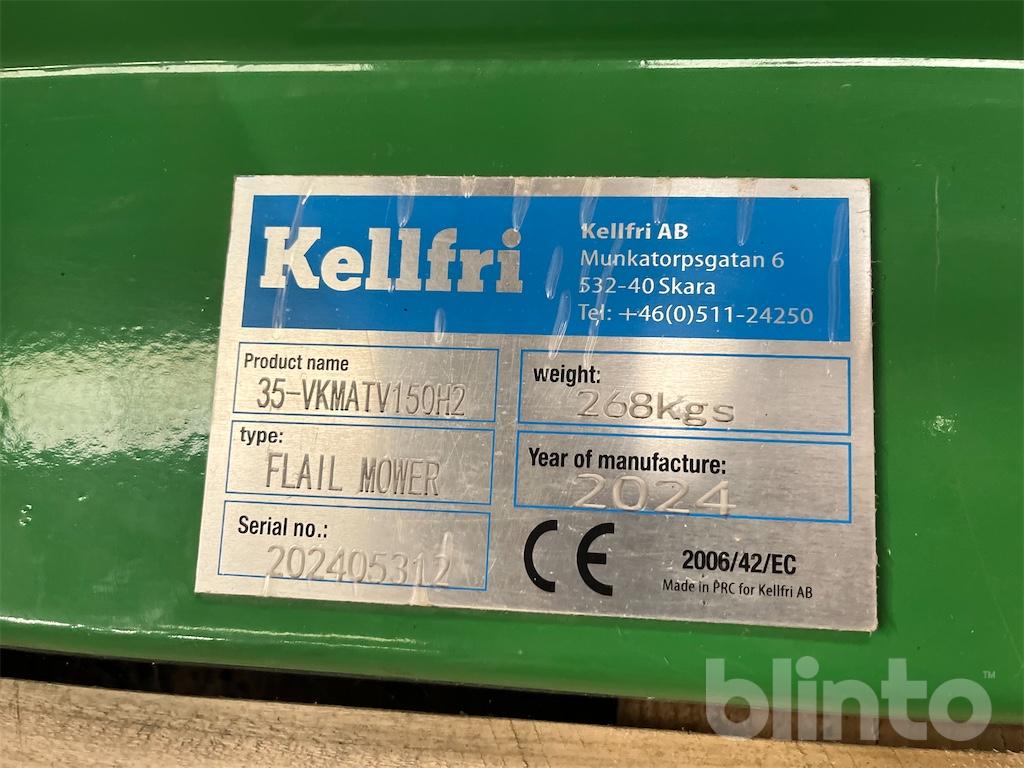 Kellfri
Kellfri AB
Munkatorpsgatan 6
532-40 Skara
Tel: +46(0)511-24250
Product name
35-VKMATV150H2
type:
FLAIL MOWER
Serial no.:
202405312
weight:
268kgs
Year of manufacture:
2024
CE
2006/42/EC
Made in PRC for Kellfri AB
blinto™